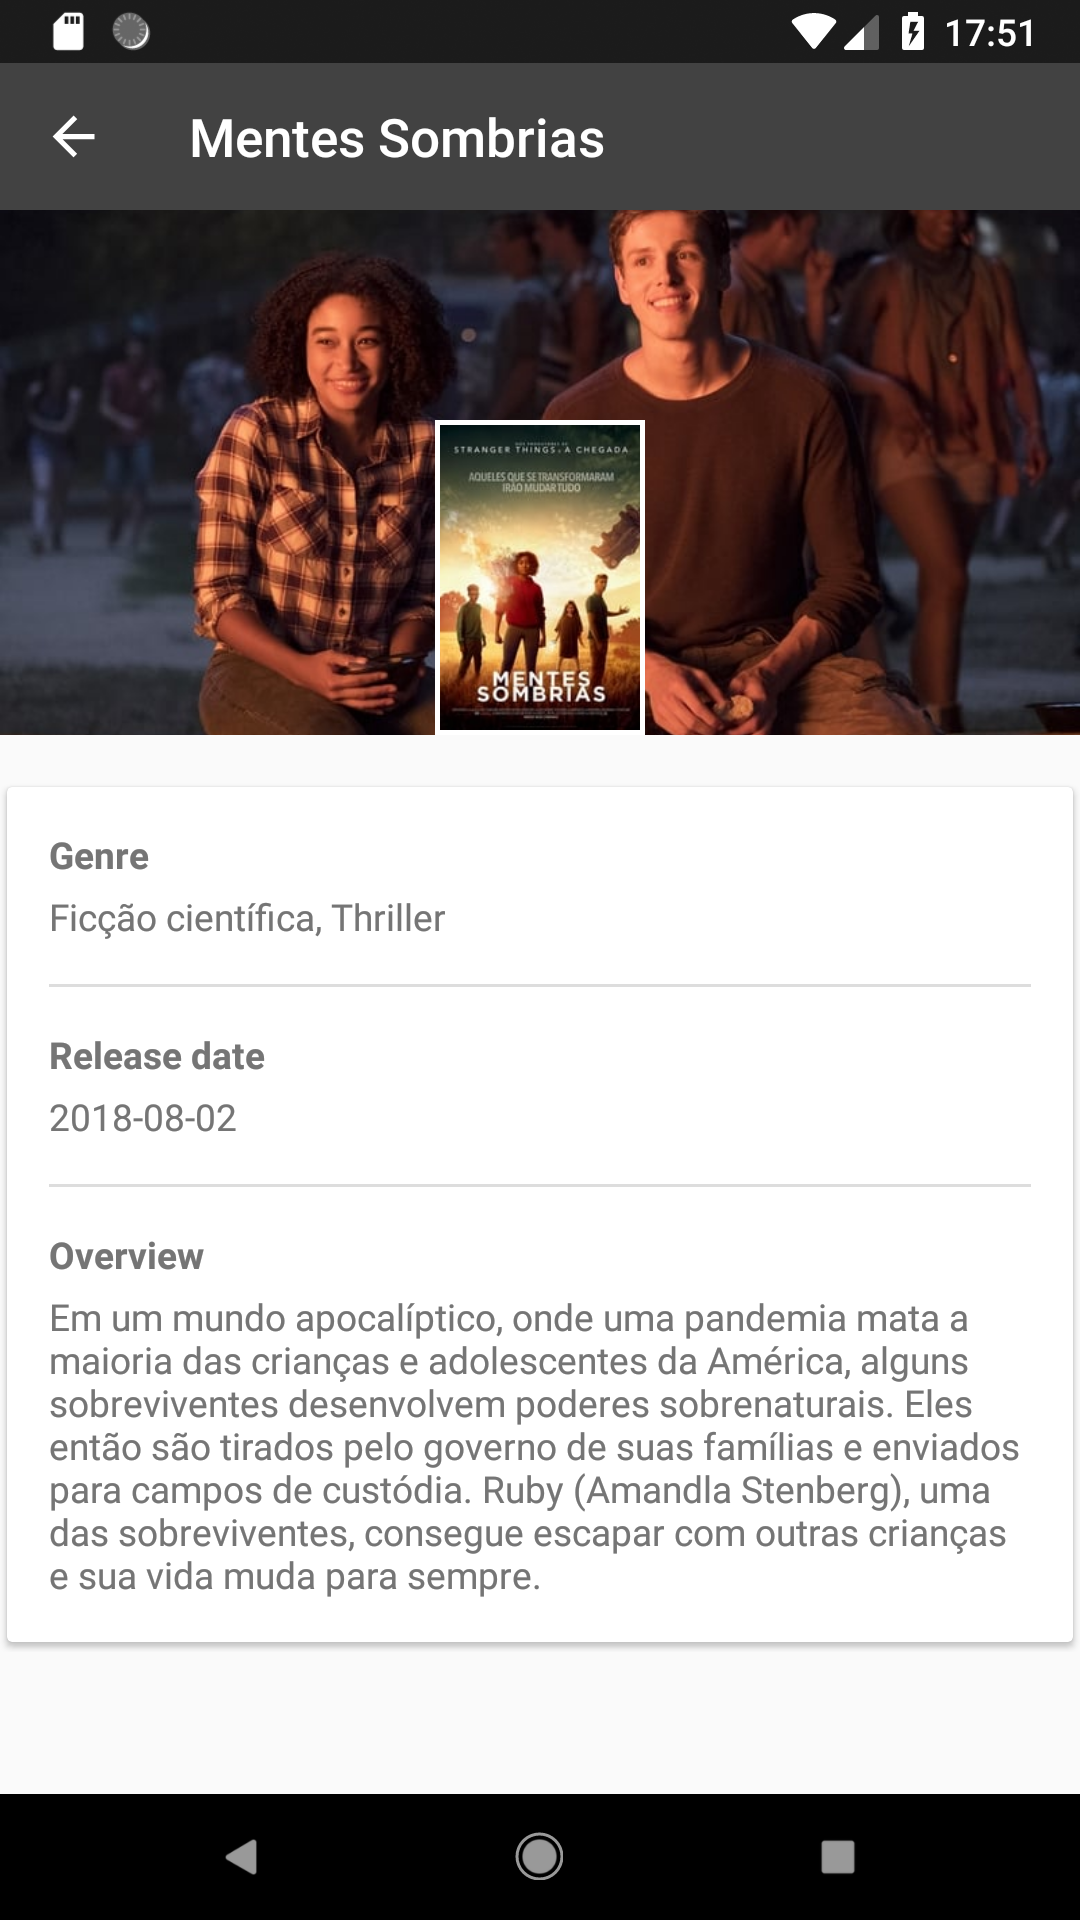 17:51
Mentes Sombrias
STRANGER THINGS, A CHEGADA
AQUELES QUE SE TRANSFORMARAM
IRÃO MUDAR TUDO
MENTES
SOMBRIAS
Genre
Ficção científica, Thriller
Release date
2018-08-02
Overview
Em um mundo apocalíptico, onde uma pandemia mata a
maioria das crianças e adolescentes da América, alguns
sobreviventes desenvolvem poderes sobrenaturais. Eles
então são tirados pelo governo de suas famílias e enviados
para campos de custódia. Ruby (Amandla Stenberg), uma
das sobreviventes, consegue escapar com outras crianças
e sua vida muda para sempre.